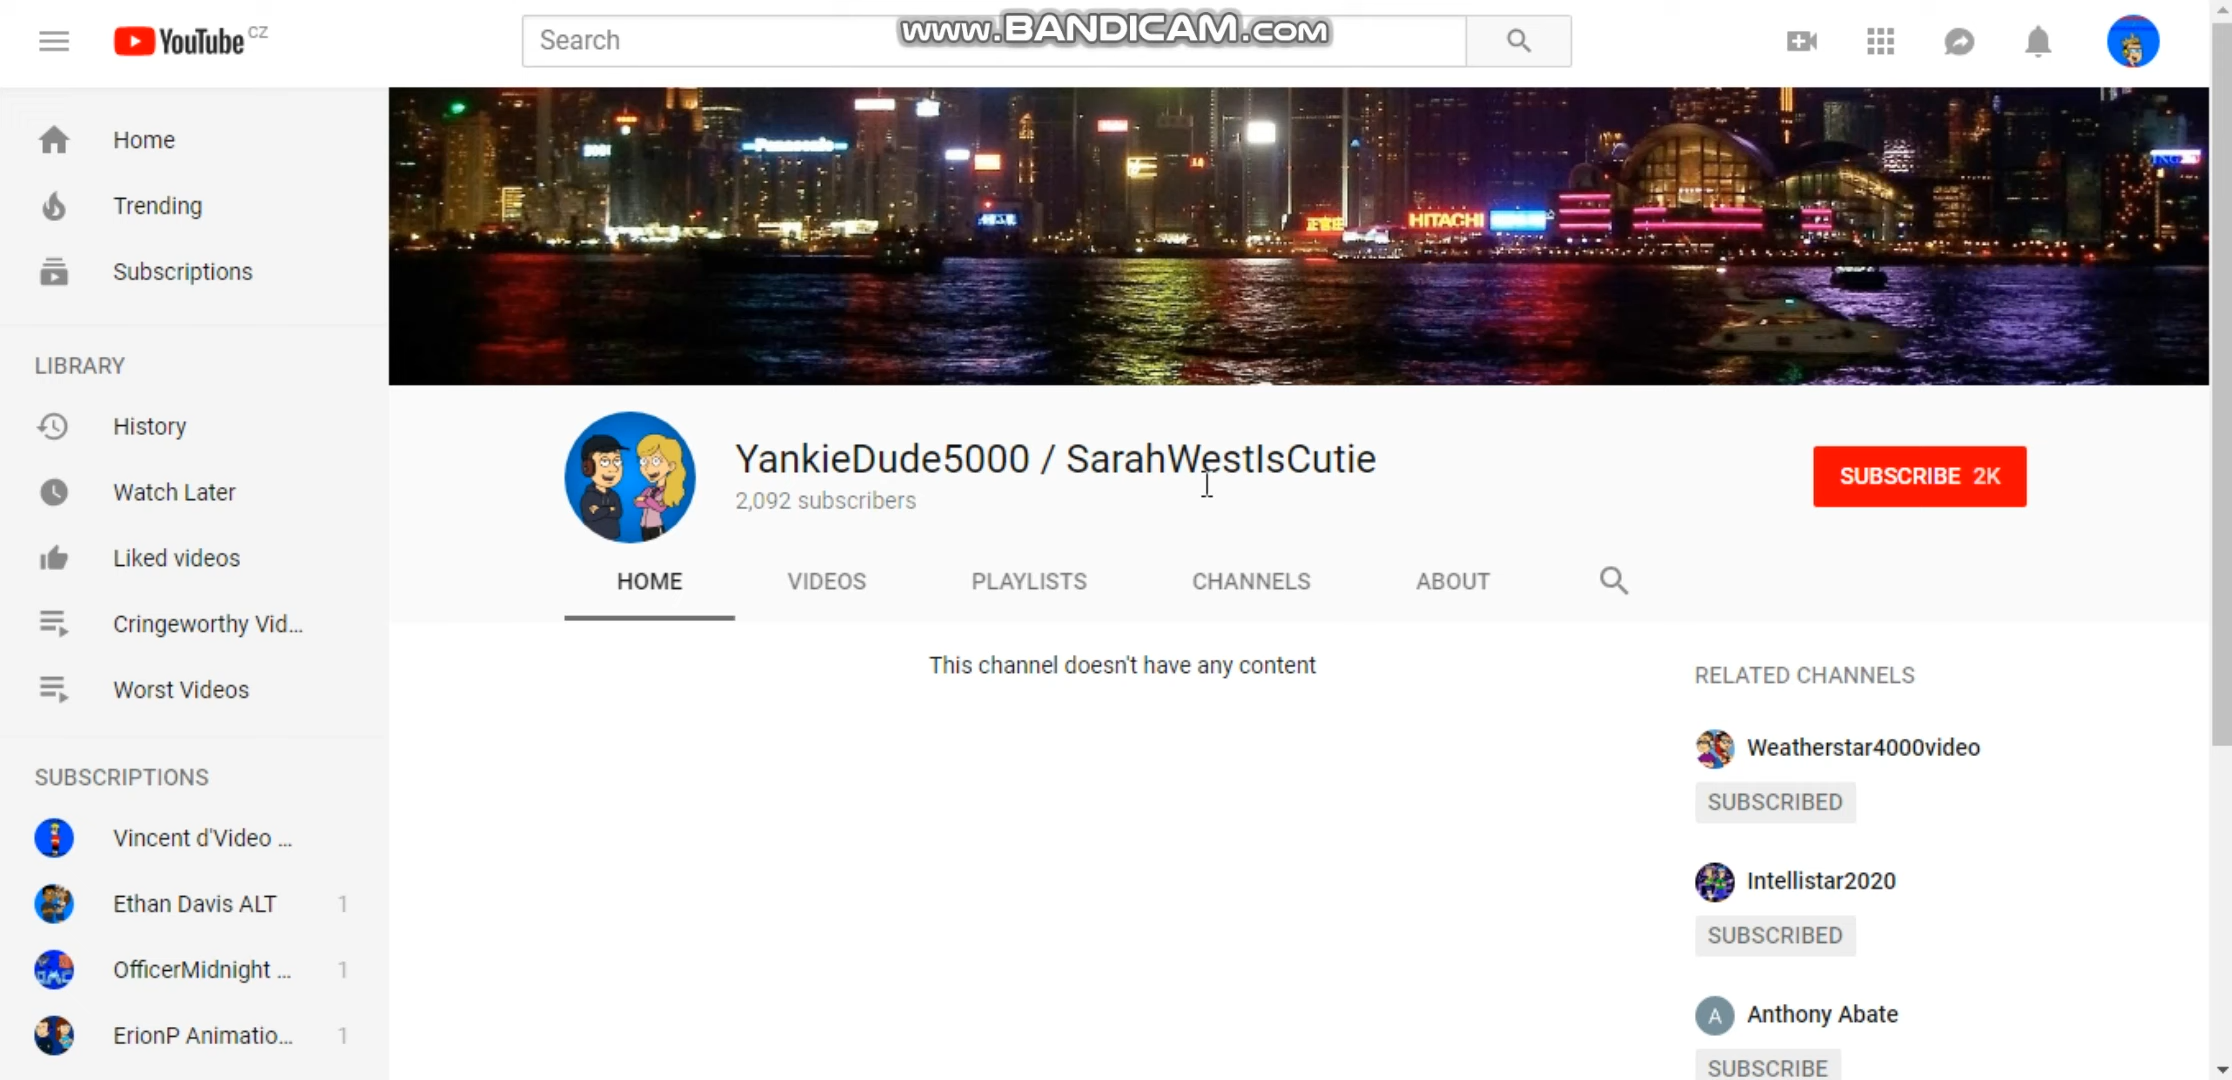 YouTube CZ
Search
www.BANDICAM.com
Home
Trending
Subscriptions
LIBRARY
History
Watch Later
Liked videos
Cringeworthy Vid...
Worst Videos
SUBSCRIPTIONS
Vincent d'Video ...
Ethan Davis ALT 1
OfficerMidnight ... 1
ErionP Animatio... 1
Panasonic
HITACHI
ING
YankieDude5000 / SarahWestIsCutie
2,092 subscribers
SUBSCRIBE 2K
HOME
VIDEOS
PLAYLISTS
CHANNELS
ABOUT
This channel doesn't have any content
RELATED CHANNELS
Weatherstar4000video
SUBSCRIBED
Intellistar2020
SUBSCRIBED
A
Anthony Abate
SUBSCRIBE